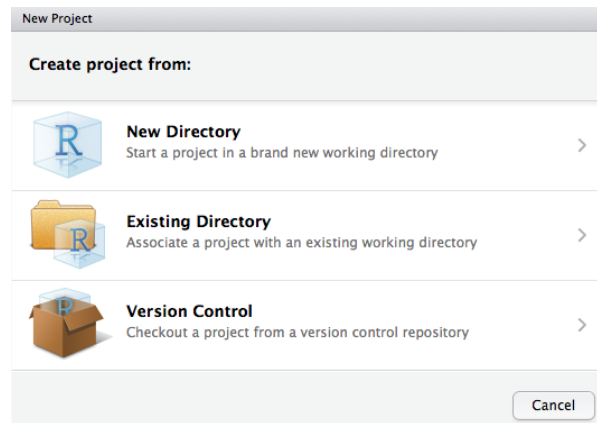 New Project
Create project from:
R
New Directory
Start a project in a brand new working directory
R
Existing Directory
Associate a project with an existing working directory
R
Version Control
Checkout a project from a version control repository
Cancel